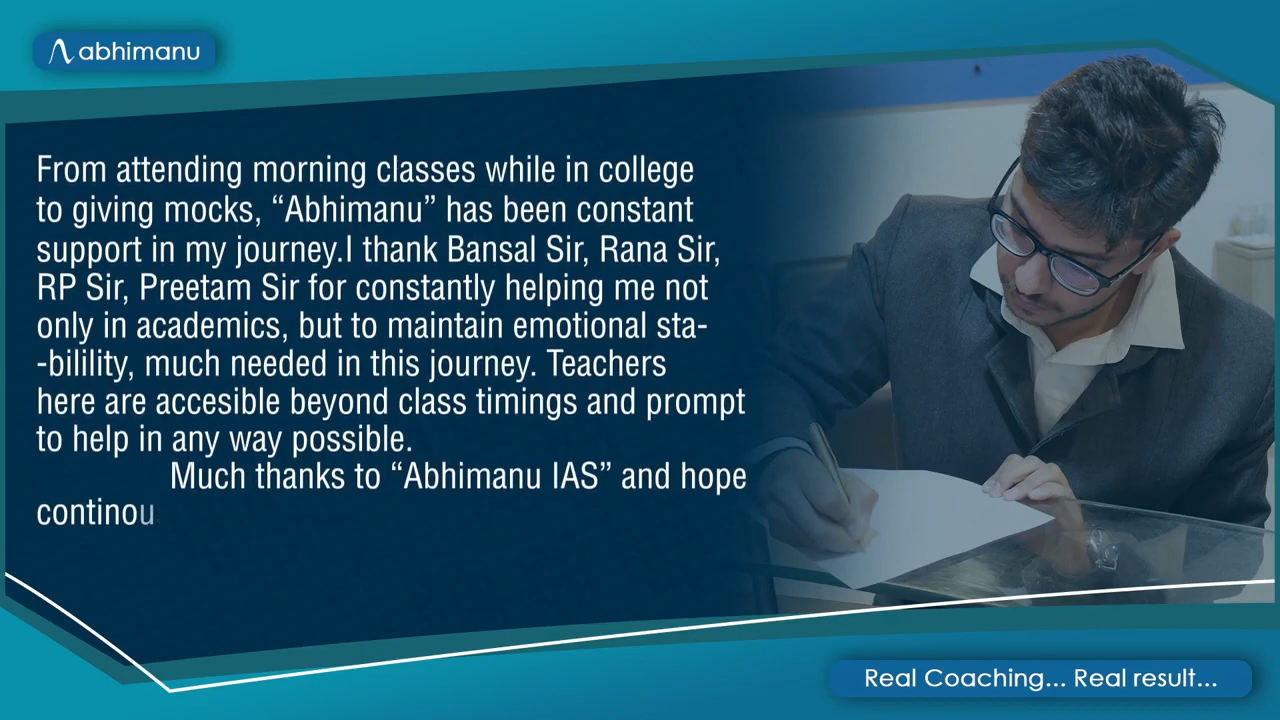 abhimanu
From attending morning classes while in college
to giving mocks, “Abhimanu” has been constant
support in my journey.I thank Bansal Sir, Rana Sir,
RP Sir, Preetam Sir for constantly helping me not
only in academics, but to maintain emotional sta-
-bilility, much needed in this journey. Teachers
here are accesible beyond class timings and prompt
to help in any way possible.
Much thanks to “Abhimanu IAS” and hope
continou
Real Coaching... Real result...